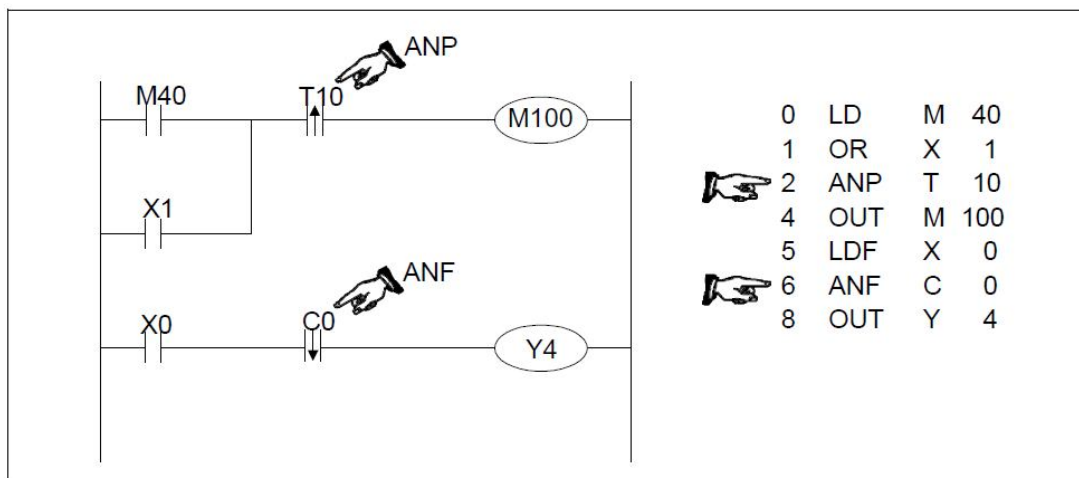 ANP
M40
T10
M100
X1
ANF
X0
C0
Y4
0 LD M 40
1 OR X 1
2 ANP T 10
4 OUT M 100
5 LDF X 0
6 ANF C 0
8 OUT Y 4